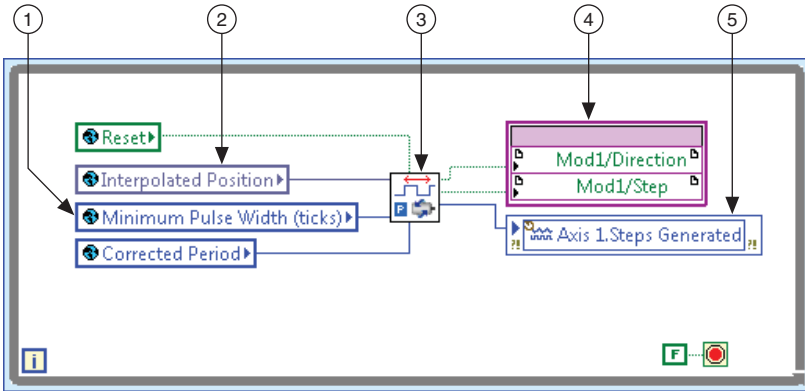 1 2 3 4 5
Reset
Interpolated Position
Mod1/Direction
Mod1/Step
Minimum Pulse Width (ticks)
P
?! Axis 1.Steps Generated ?!
Corrected Period
i
F